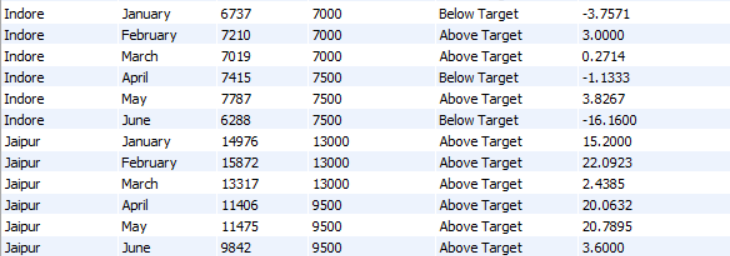 Indore January 6737 7000 Below Target -3.7571
Indore February 7210 7000 Above Target 3.0000
Indore March 7019 7000 Above Target 0.2714
Indore April 7415 7500 Below Target -1.1333
Indore May 7787 7500 Above Target 3.8267
Indore June 6288 7500 Below Target -16.1600
Jaipur January 14976 13000 Above Target 15.2000
Jaipur February 15872 13000 Above Target 22.0923
Jaipur March 13317 13000 Above Target 2.4385
Jaipur April 11406 9500 Above Target 20.0632
Jaipur May 11475 9500 Above Target 20.7895
Jaipur June 9842 9500 Above Target 3.6000